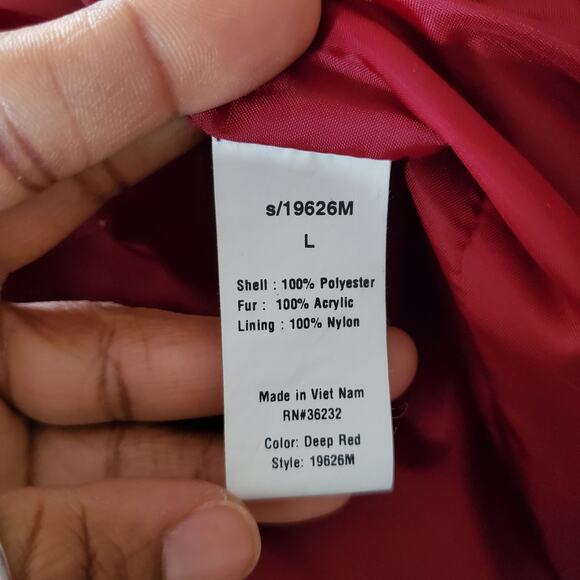 s/19626M
L
Shell : 100% Polyester
Fur : 100% Acrylic
Lining : 100% Nylon
Made in Viet Nam
RN#36232
Color: Deep Red
Style: 19626M